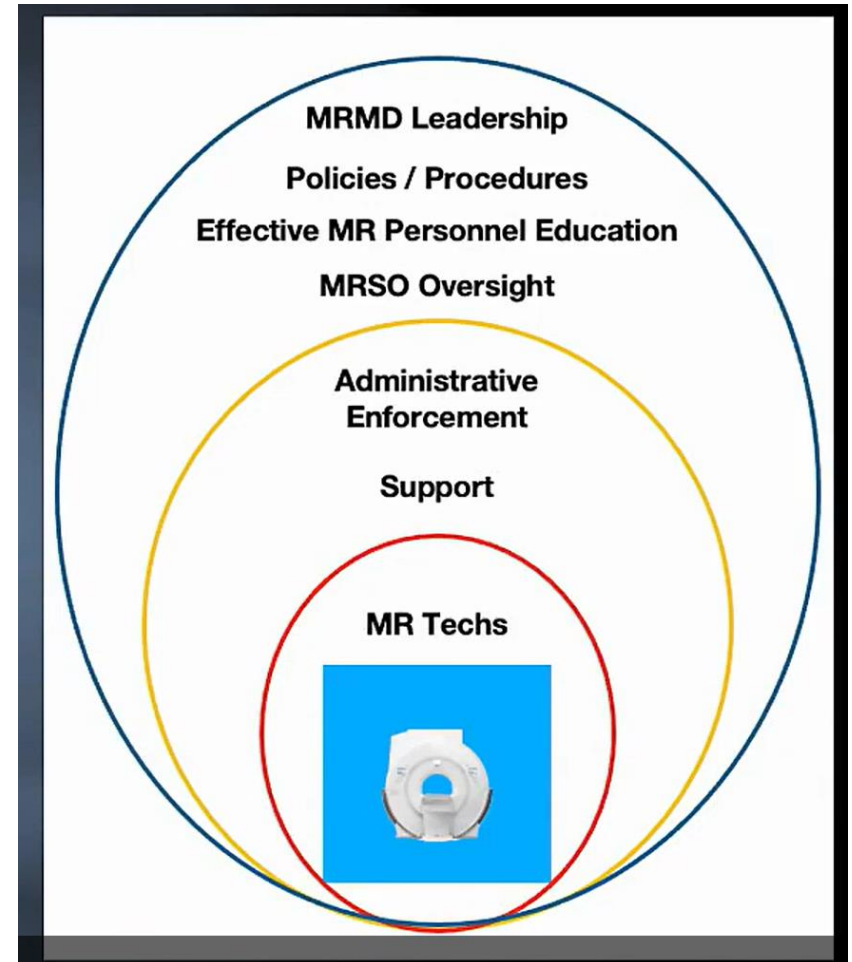 MRMD Leadership
Policies / Procedures
Effective MR Personnel Education
MRSO Oversight
Administrative
Enforcement
Support
MR Techs